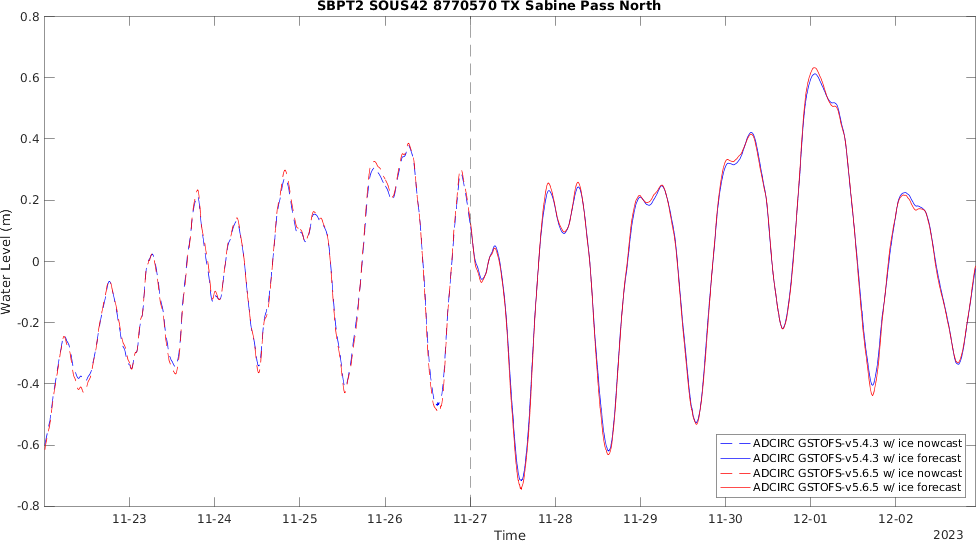 SBPT2 SOUS42 8770570 TX Sabine Pass North
0.8
0.6
0.4
0.2
0
-0.2
-0.4
-0.6
-0.8
Water Level (m)
ADCIRC GSTOFS-v5.4.3 w/ ice nowcast
ADCIRC GSTOFS-v5.4.3 w/ ice forecast
ADCIRC GSTOFS-v5.6.5 w/ ice nowcast
ADCIRC GSTOFS-v5.6.5 w/ ice forecast
11-23 11-24 11-25 11-26 11-27 11-28 11-29 11-30 12-01 12-02
Time
2023